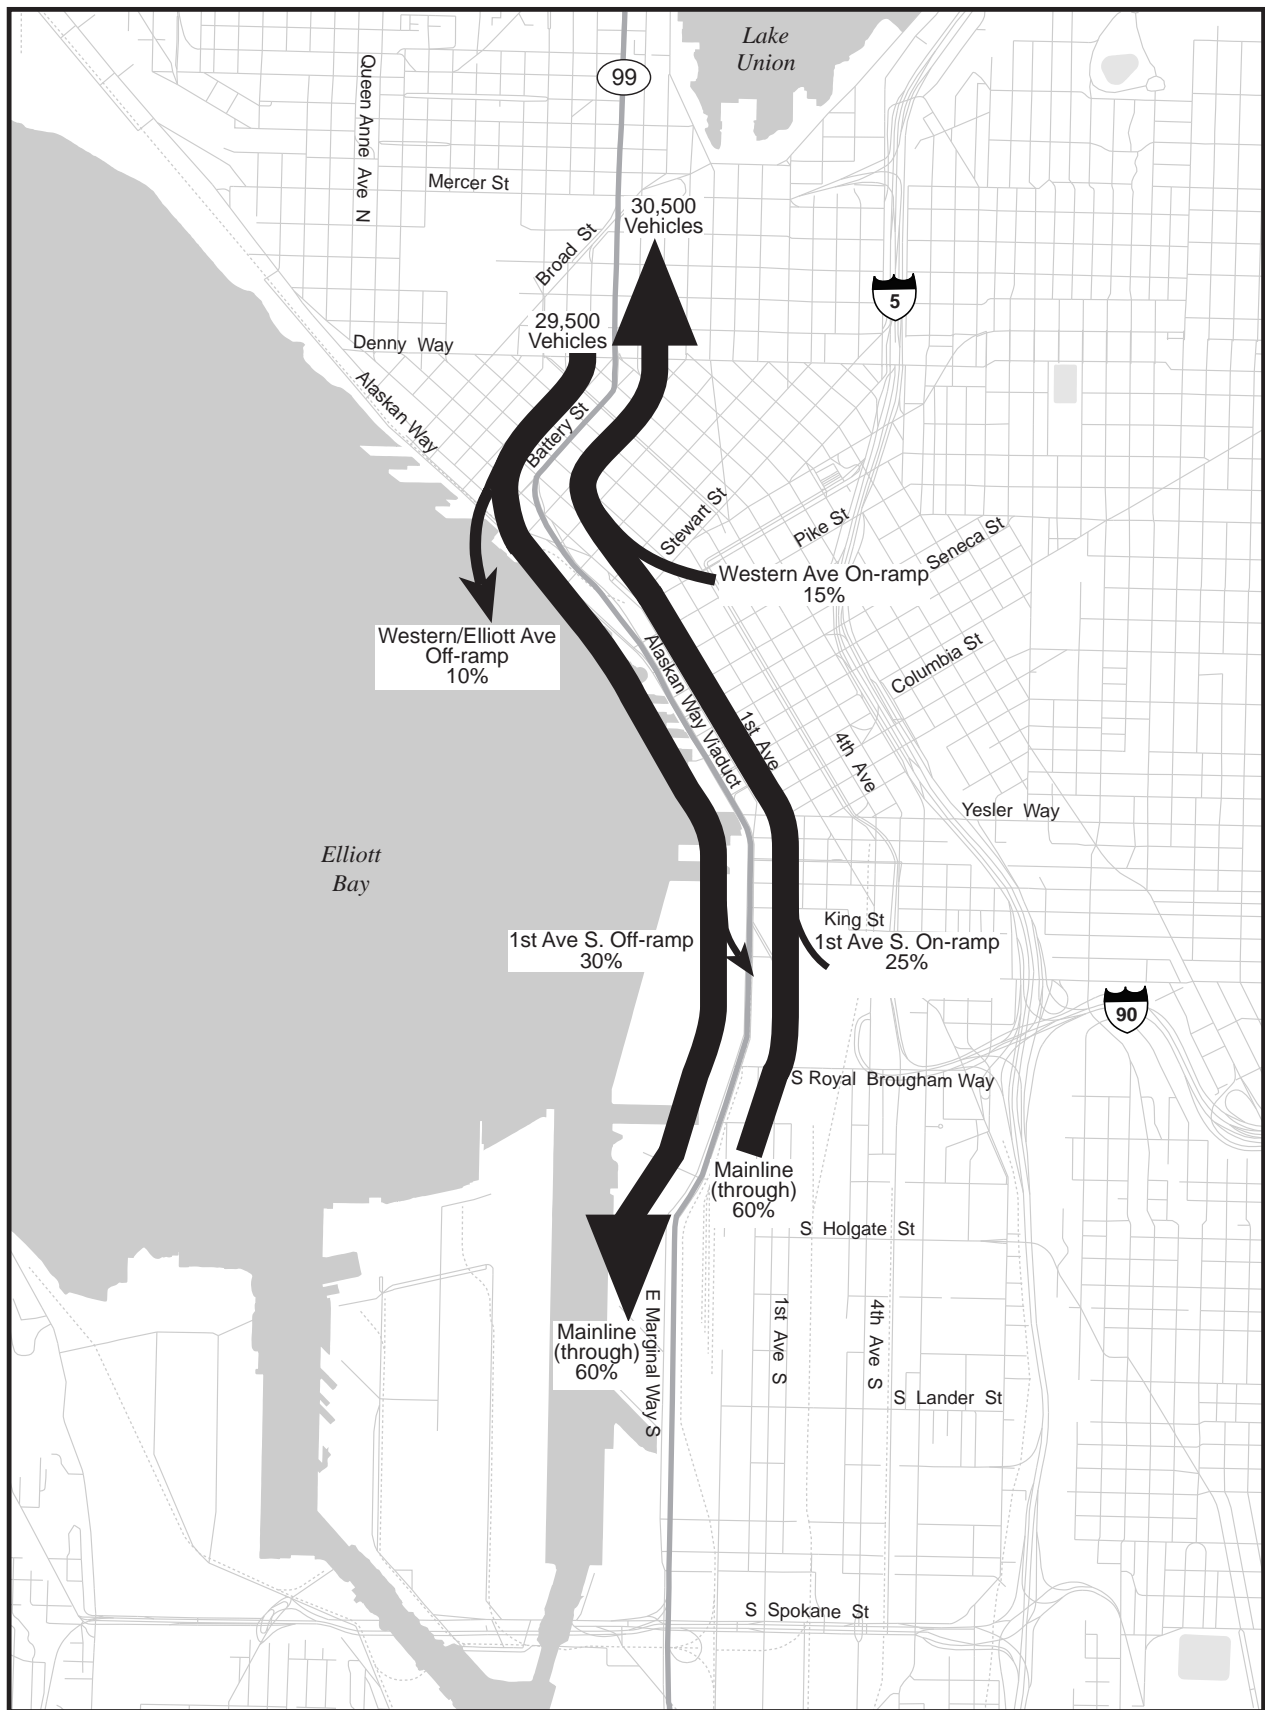 Lake
Union
99
Queen Anne Ave N
Mercer St
30,500
Vehicles
Broad St
5
29,500
Vehicles
Denny Way
Alaskan Way
Battery St
Stewart St
Pike St
Seneca St
Western Ave On-ramp
15%
Western/Elliott Ave
Off-ramp
10%
Columbia St
Alaskan Way Viaduct
1st Ave
4th Ave
Yesler Way
Elliott
Bay
King St
1st Ave S. Off-ramp
30%
1st Ave S. On-ramp
25%
90
S Royal Brougham Way
Mainline
(through)
60%
S Holgate St
E Marginal Way S
1st Ave S
4th Ave S
Mainline
(through)
60%
S Lander St
S Spokane St